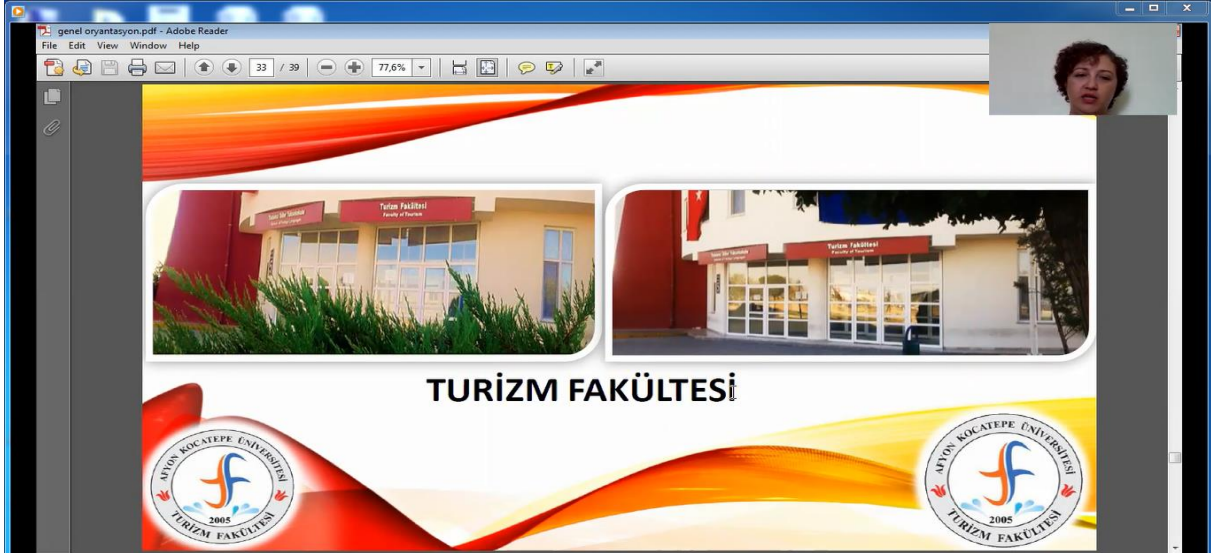 genel oryantasyon.pdf - Adobe Reader
File Edit View Window Help
33 / 39 77,6%
Turizm Fakültesi
Faculty of Tourism
Turizm Fakültesi
Faculty of Tourism
TURİZM FAKÜLTESİ
AFYON KOCATEPE ÜNİVERSİTESİ
2005
TURİZM FAKÜLTESİ
AFYON KOCATEPE ÜNİVERSİTESİ
2005
TURİZM FAKÜLTESİ